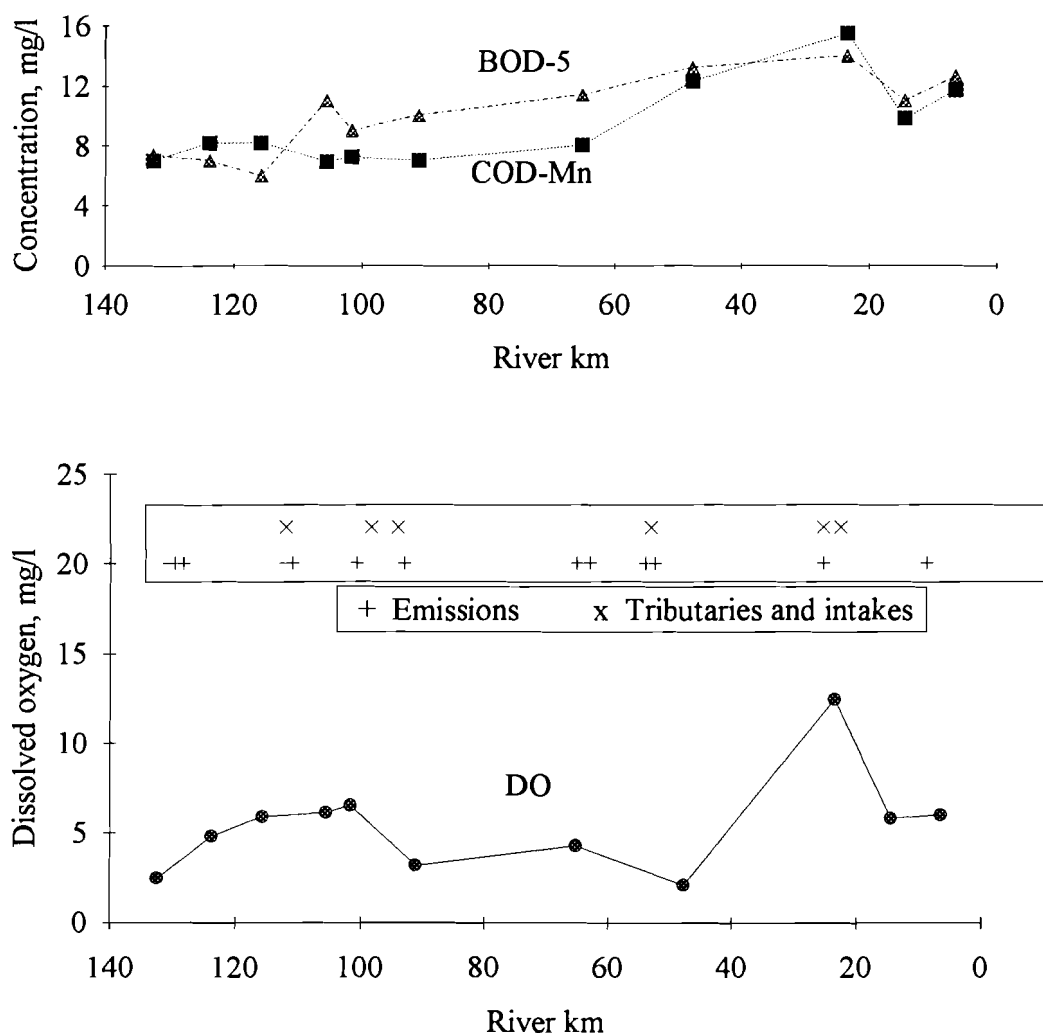 Concentration, mg/l
16
12
8
4
0
BOD-5
COD-Mn
140 120 100 80 60 40 20 0
River km
Dissolved oxygen, mg/l
25
20
15
10
5
0
+ Emissions x Tributaries and intakes
DO
140 120 100 80 60 40 20 0
River km